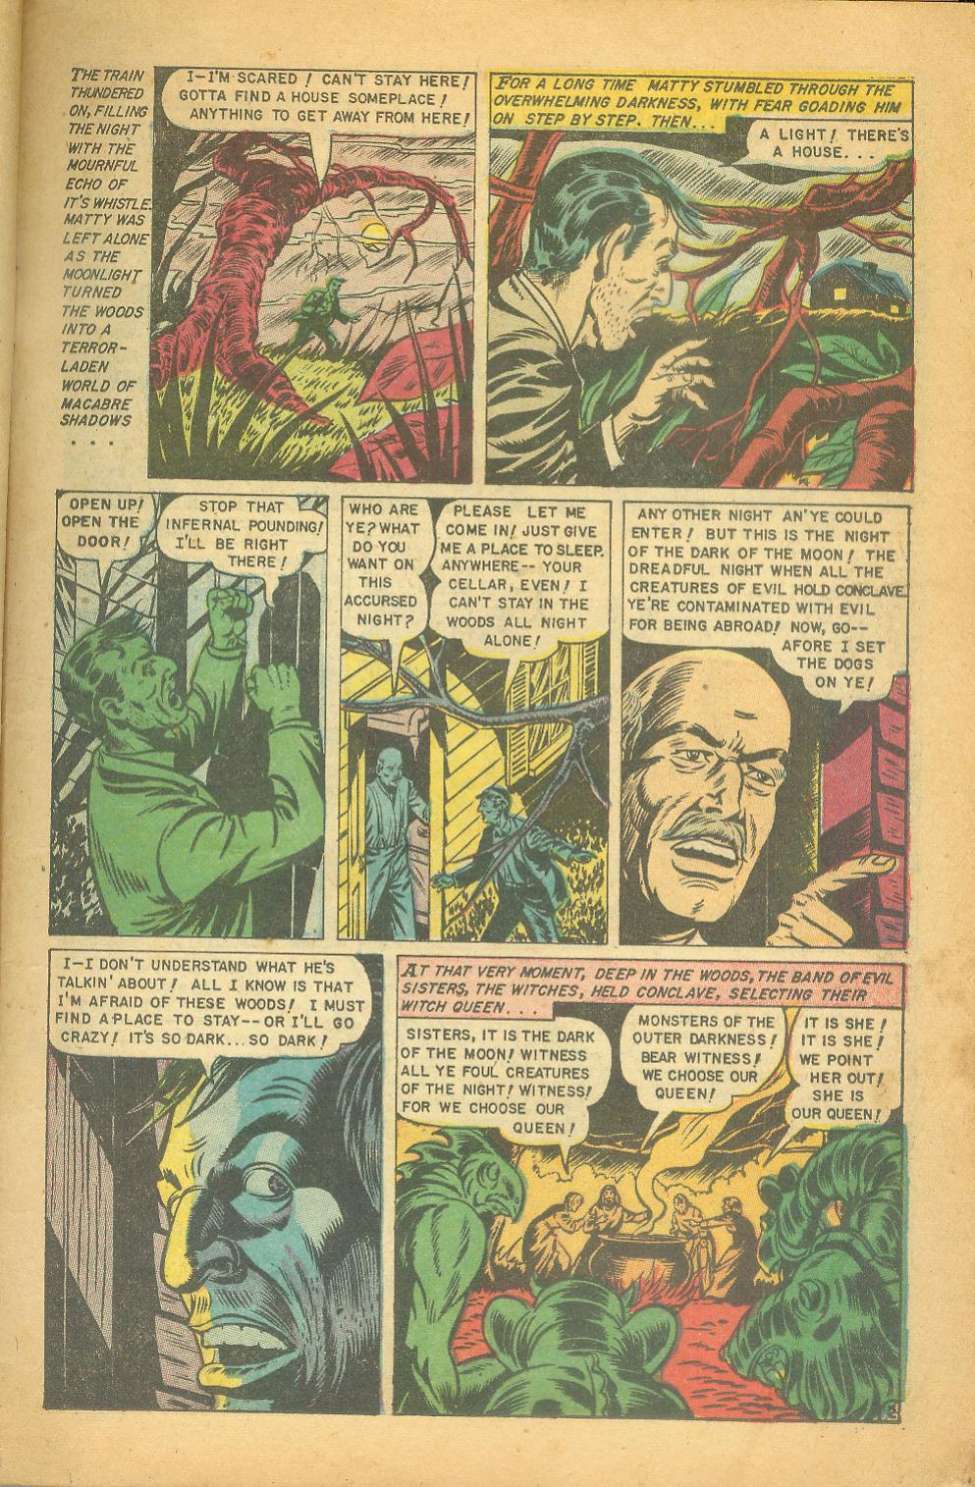 THE TRAIN
THUNDERED
ON, FILLING
THE NIGHT
WITH THE
MOURNFUL
ECHO OF
IT'S WHISTLE.
MATTY WAS
LEFT ALONE
AS THE
MOONLIGHT
TURNED
THE WOODS
INTO A
TERROR-
LADEN
WORLD OF
MACABRE
SHADOWS
...
I-I'M SCARED! CAN'T STAY HERE!
GOTTA FIND A HOUSE SOMEPLACE!
ANYTHING TO GET AWAY FROM HERE!
FOR A LONG TIME MATTY STUMBLED THROUGH THE
OVERWHELMING DARKNESS, WITH FEAR GOADING HIM
ON STEP BY STEP. THEN...
A LIGHT! THERE'S
A HOUSE...
OPEN UP!
OPEN THE
DOOR!
STOP THAT
INFERNAL POUNDING!
I'LL BE RIGHT
THERE!
WHO ARE
YE? WHAT
DO YOU
WANT ON
THIS
ACCURSED
NIGHT?
PLEASE LET ME
COME IN! JUST GIVE
ME A PLACE TO SLEEP.
ANYWHERE-- YOUR
CELLAR, EVEN! I
CAN'T STAY IN THE
WOODS ALL NIGHT
ALONE!
ANY OTHER NIGHT AN' YE COULD
ENTER! BUT THIS IS THE NIGHT
OF THE DARK OF THE MOON! THE
DREADFUL NIGHT WHEN ALL THE
CREATURES OF EVIL HOLD CONCLAVE.
YE'RE CONTAMINATED WITH EVIL
FOR BEING ABROAD! NOW, GO--
AFORE I SET
THE DOGS
ON YE!
I-I DON'T UNDERSTAND WHAT HE'S
TALKIN' ABOUT! ALL I KNOW IS THAT
I'M AFRAID OF THESE WOODS! I MUST
FIND A PLACE TO STAY-- OR I'LL GO
CRAZY! IT'S SO DARK... SO DARK!
AT THAT VERY MOMENT, DEEP IN THE WOODS, THE BAND OF EVIL
SISTERS, THE WITCHES, HELD CONCLAVE, SELECTING THEIR
WITCH QUEEN...
SISTERS, IT IS THE DARK
OF THE MOON! WITNESS
ALL YE FOUL CREATURES
OF THE NIGHT! WITNESS!
FOR WE CHOOSE OUR
QUEEN!
MONSTERS OF THE
OUTER DARKNESS!
BEAR WITNESS!
WE CHOOSE OUR
QUEEN!
IT IS SHE!
IT IS SHE!
WE POINT
HER OUT!
SHE IS
OUR QUEEN!